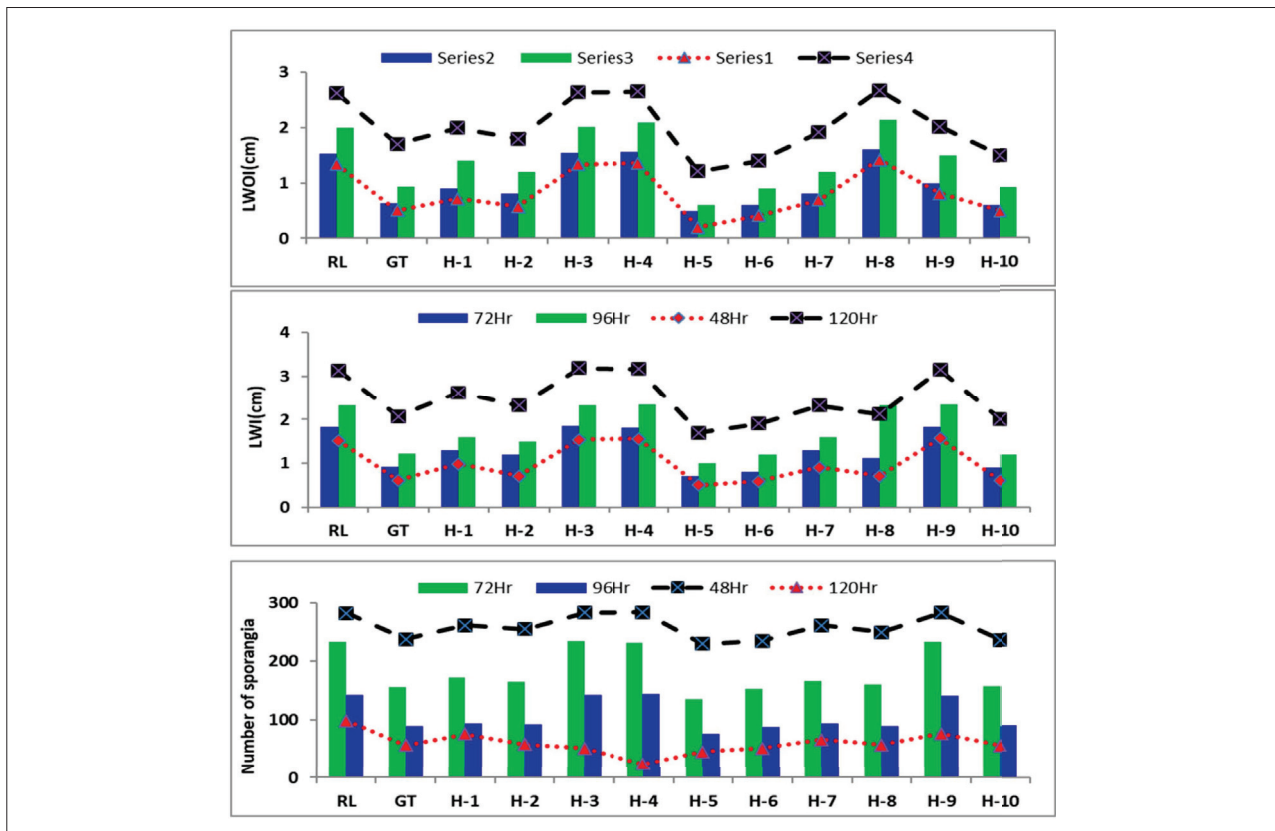 Series2 Series3 Series1 Series4
3
2
1
0
LWOI(cm)
RL GT H-1 H-2 H-3 H-4 H-5 H-6 H-7 H-8 H-9 H-10
72Hr 96Hr 48Hr 120Hr
4
3
2
1
0
LWI(cm)
RL GT H-1 H-2 H-3 H-4 H-5 H-6 H-7 H-8 H-9 H-10
72Hr 96Hr 48Hr 120Hr
300
200
100
0
Number of sporangia
RL GT H-1 H-2 H-3 H-4 H-5 H-6 H-7 H-8 H-9 H-10